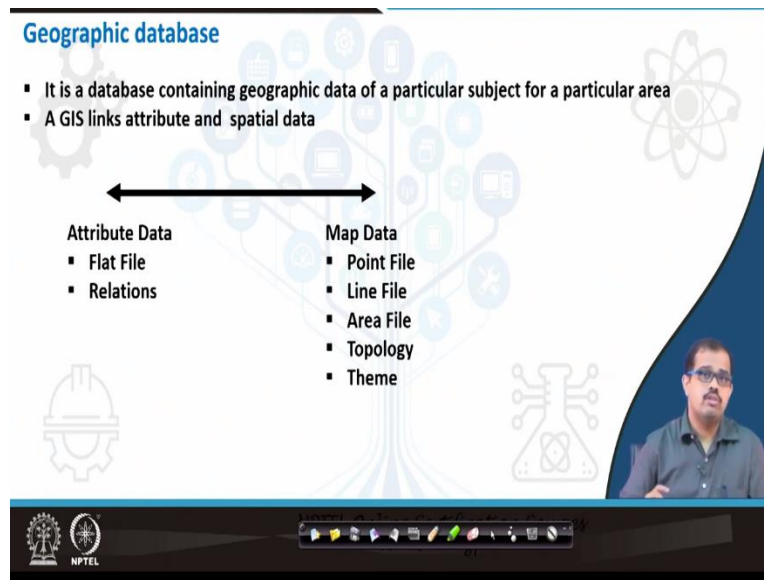 Geographic database
▪ It is a database containing geographic data of a particular subject for a particular area
▪ A GIS links attribute and spatial data
Attribute Data
▪ Flat File
▪ Relations
Map Data
▪ Point File
▪ Line File
▪ Area File
▪ Topology
▪ Theme
NPTEL